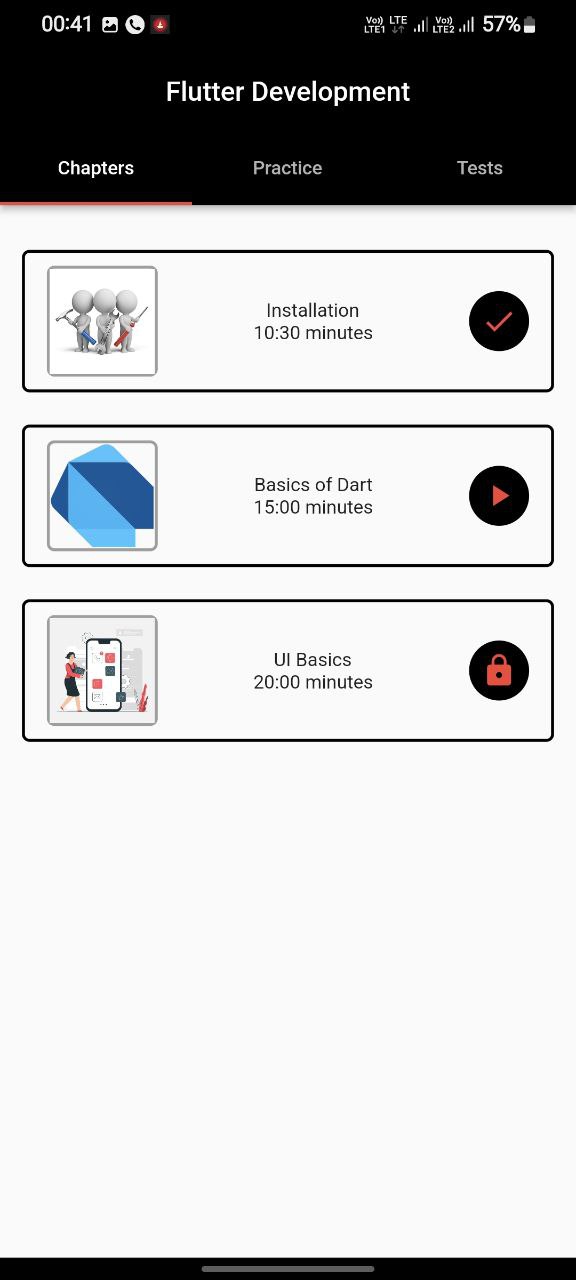 00:41
Vo)) LTE Vo)) 57%
LTE1 LTE2
Flutter Development
Chapters Practice Tests
Installation
10:30 minutes
Basics of Dart
15:00 minutes
UI Basics
20:00 minutes